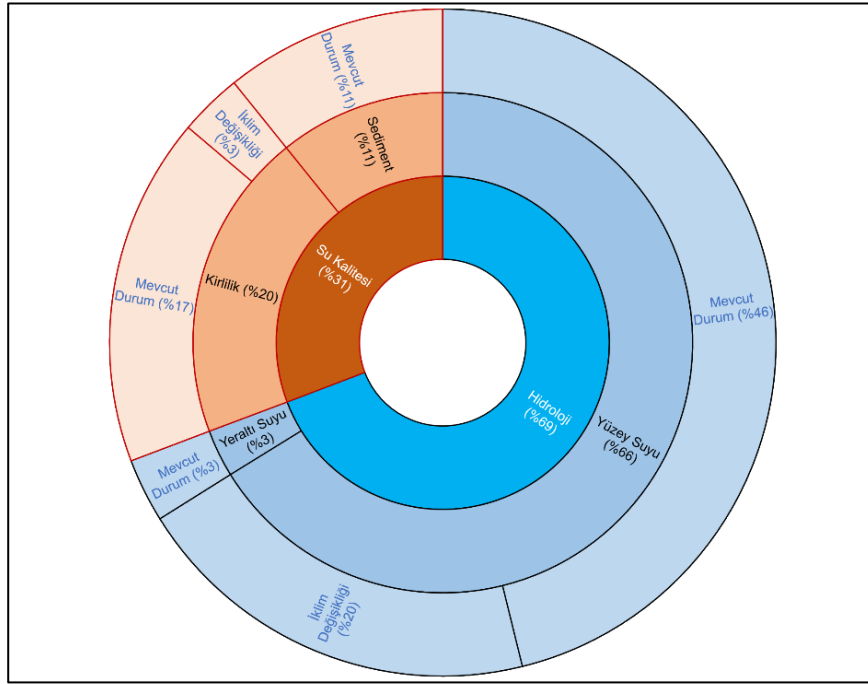 Mevcut
Durum (%11)
İklim
Değişikliği
(%3)
Sediment
(%11)
Su Kalitesi
(%31)
Kirlilik (%20)
Mevcut
Durum (%17)
Mevcut
Durum (%46)
Hidroloji
(%69)
Yüzey Suyu
(%66)
Yeraltı Suyu
(%3)
Mevcut
Durum (%3)
İklim
Değişikliği
(%20)